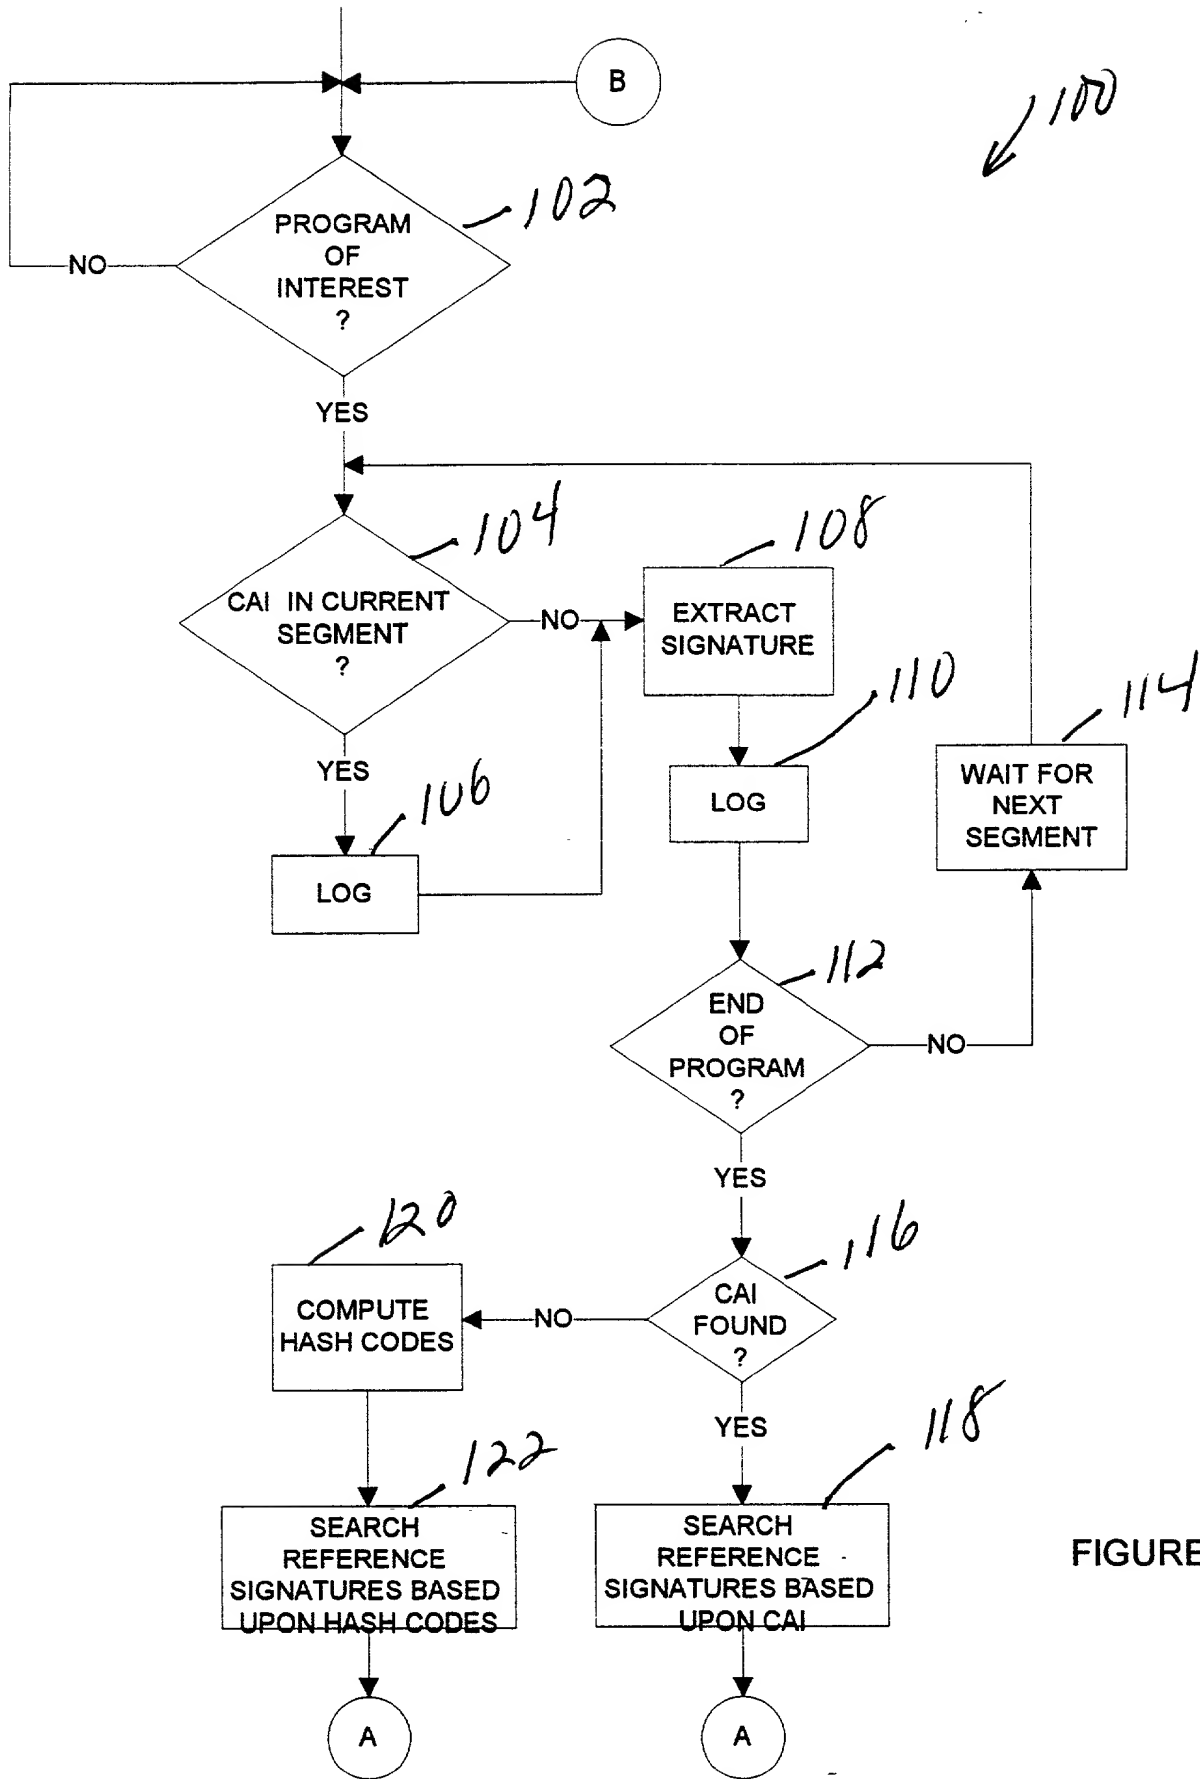 B
100
102
PROGRAM
OF
INTEREST
?
NO
YES
104
108
CAI IN CURRENT
SEGMENT
?
NO
EXTRACT
SIGNATURE
110
114
YES
106
LOG
WAIT FOR
NEXT
SEGMENT
LOG
112
END
OF
PROGRAM
?
NO
YES
120
116
COMPUTE
HASH CODES
NO
CAI
FOUND
?
YES
118
122
SEARCH
REFERENCE
SIGNATURES BASED
UPON HASH CODES
SEARCH
REFERENCE
SIGNATURES BASED
UPON CAI
FIGURE
A
A